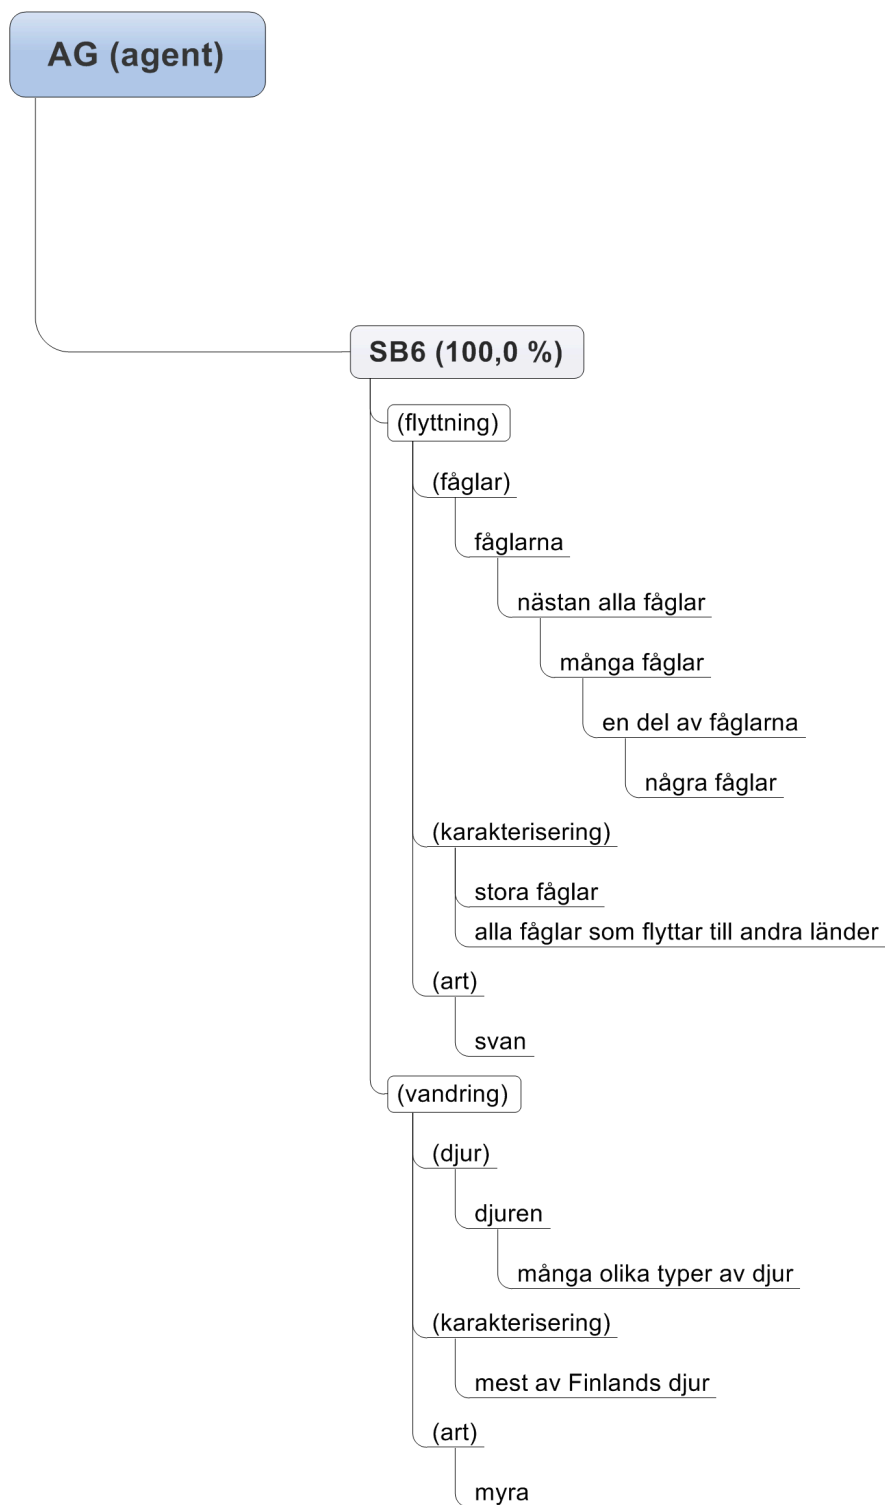 AG (agent)
SB6 (100,0 %)
(flyttning)
(fåglar)
fåglarna
nästan alla fåglar
många fåglar
en del av fåglarna
några fåglar
(karakterisering)
stora fåglar
alla fåglar som flyttar till andra länder
(art)
svan
(vandring)
(djur)
djuren
många olika typer av djur
(karakterisering)
mest av Finlands djur
(art)
myra